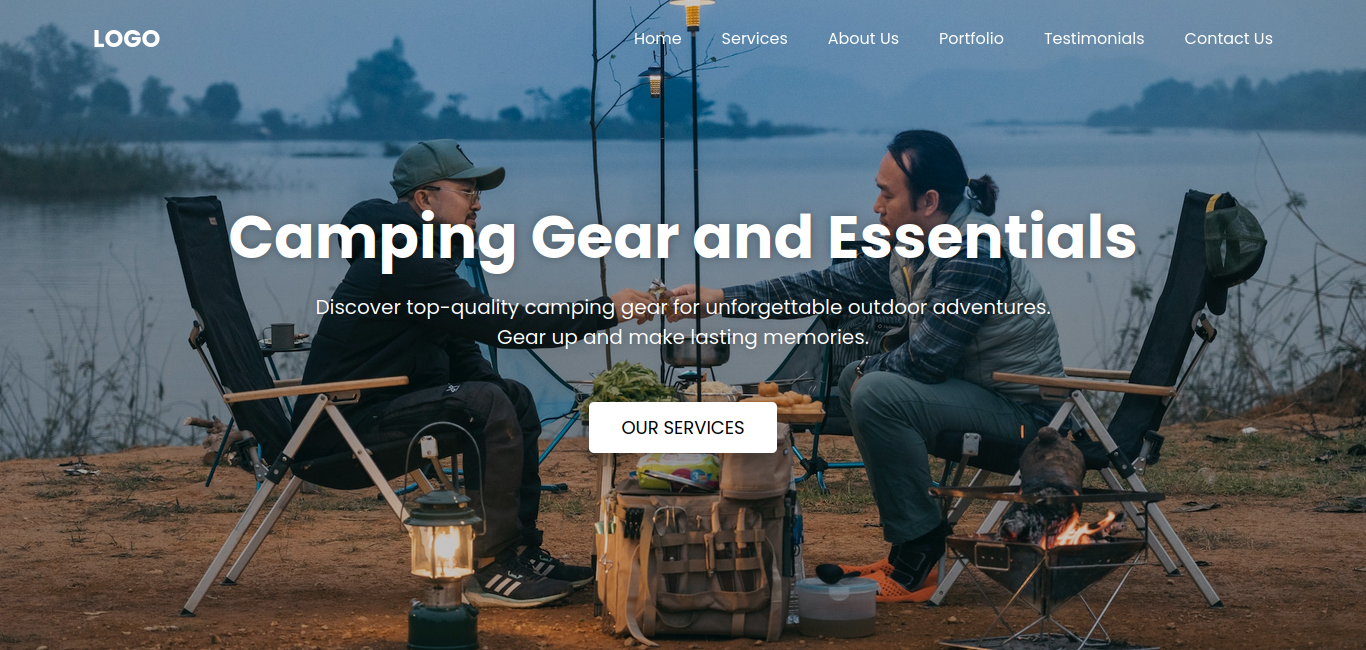 LOGO
Home Services About Us Portfolio Testimonials Contact Us
Camping Gear and Essentials
Discover top-quality camping gear for unforgettable outdoor adventures.
Gear up and make lasting memories.
OUR SERVICES